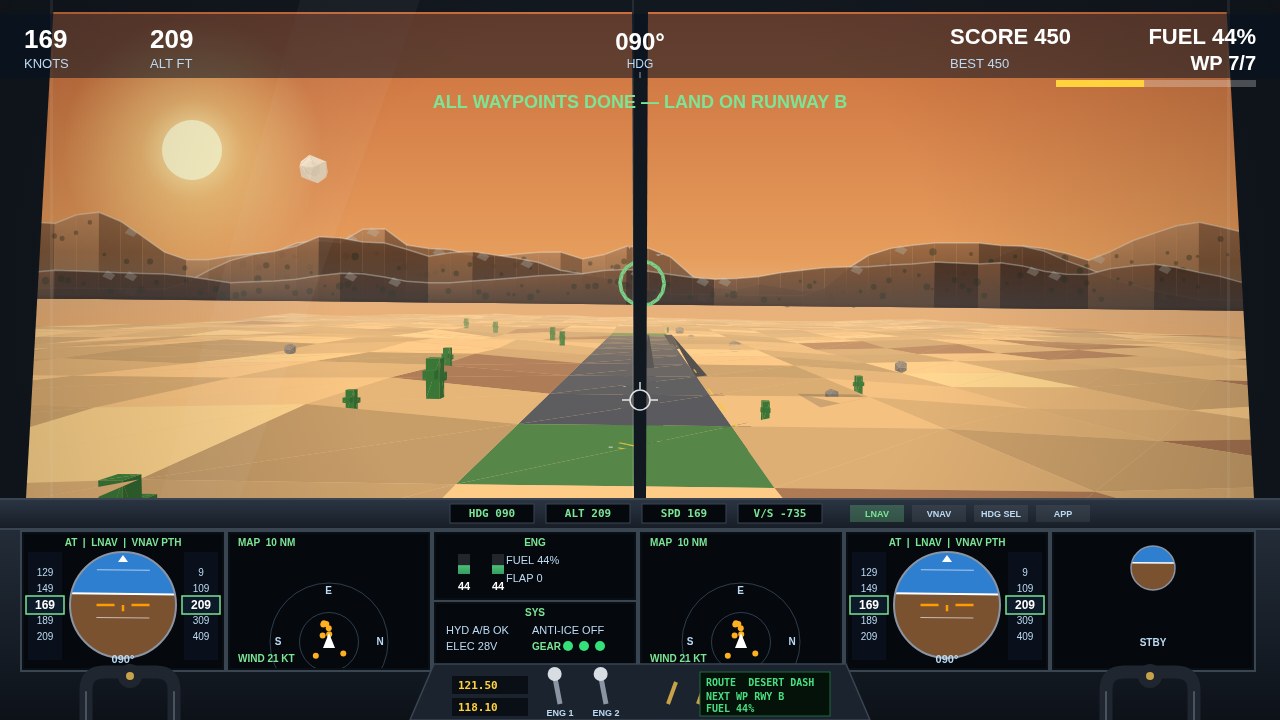 169
KNOTS
209
ALT FT
090°
HDG
SCORE 450
BEST 450
FUEL 44%
WP 7/7
ALL WAYPOINTS DONE — LAND ON RUNWAY B
HDG 090
ALT 209
SPD 169
V/S -735
LNAV
VNAV
HDG SEL
APP
AT | LNAV | VNAV PTH
129
149
169
189
209
9
109
209
309
409
090°
MAP 10 NM
E
S
N
WIND 21 KT
ENG
FUEL 44%
FLAP 0
44
44
SYS
HYD A/B OK
ANTI-ICE OFF
ELEC 28V
GEAR
MAP 10 NM
E
S
N
WIND 21 KT
AT | LNAV | VNAV PTH
129
149
169
189
209
9
109
209
309
409
090°
STBY
121.50
118.10
ENG 1
ENG 2
ROUTE DESERT DASH
NEXT WP RWY B
FUEL 44%